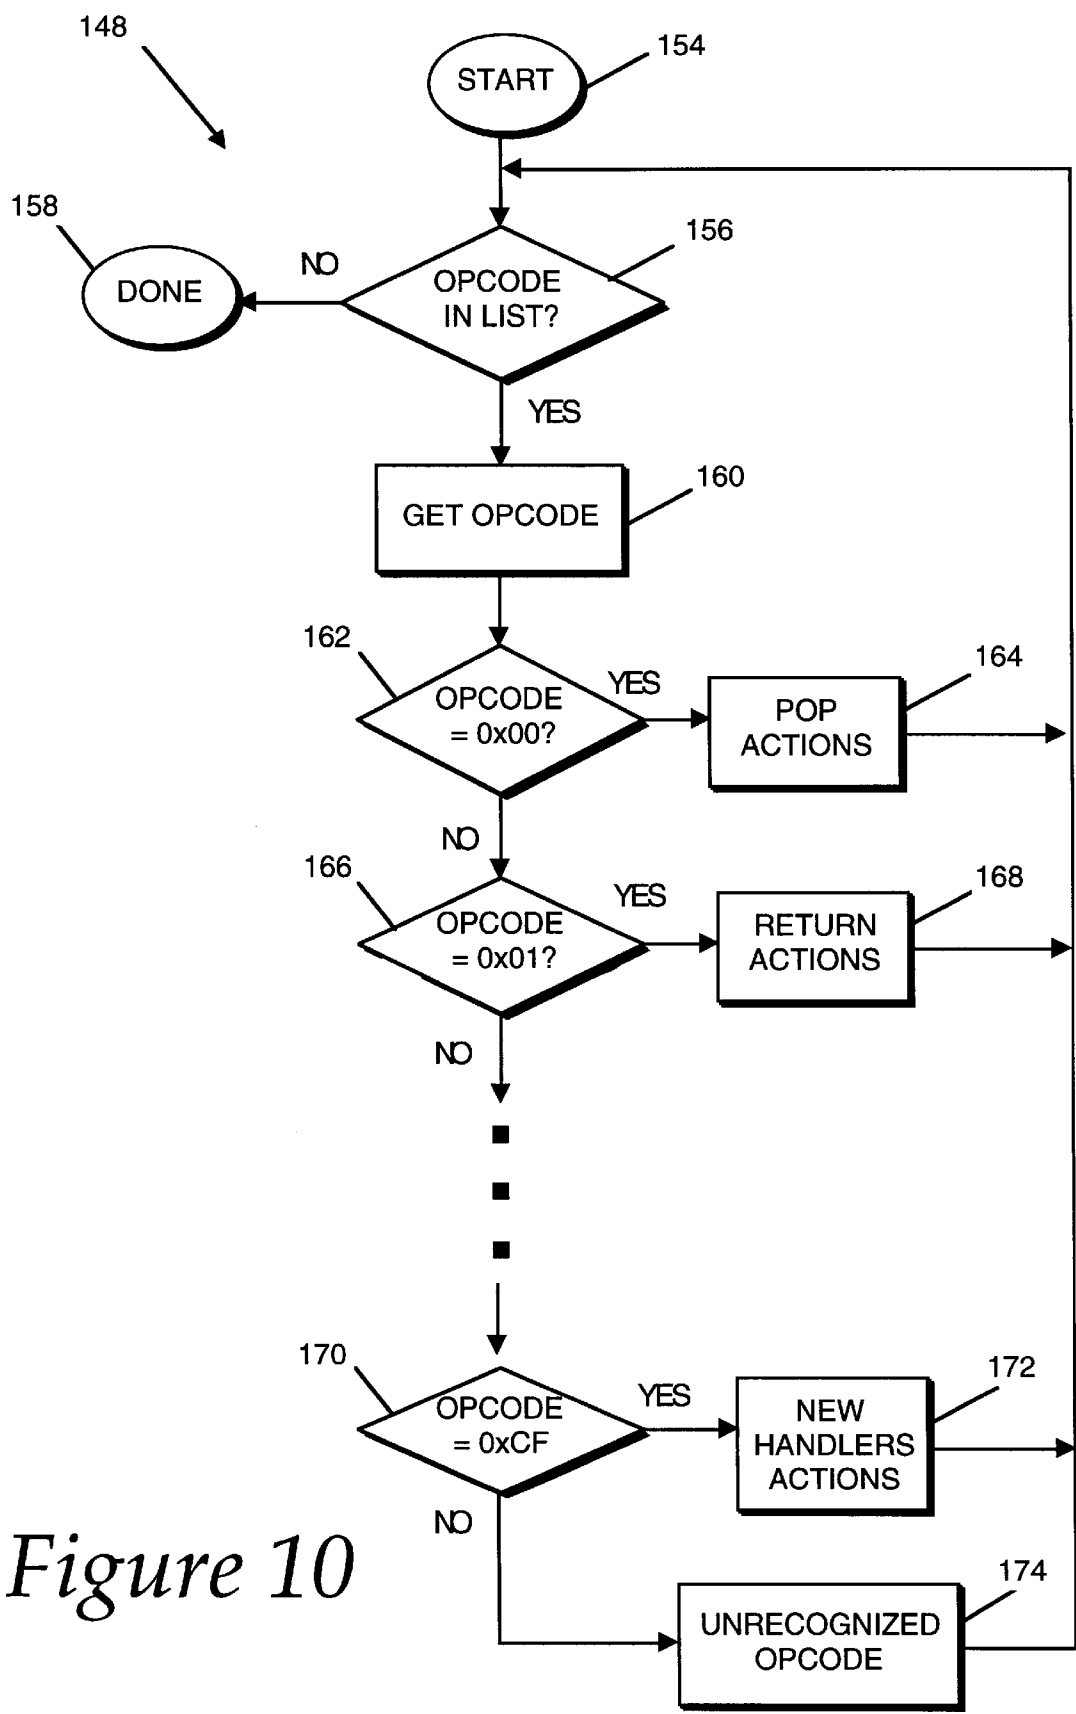 148
START
154
158
DONE
NO
OPCODE
IN LIST?
156
YES
GET OPCODE
160
162
OPCODE
= 0x00?
YES
POP
ACTIONS
164
NO
166
OPCODE
= 0x01?
YES
RETURN
ACTIONS
168
NO
170
OPCODE
= 0xCF
YES
NEW
HANDLERS
ACTIONS
172
NO
UNRECOGNIZED
OPCODE
174
Figure 10